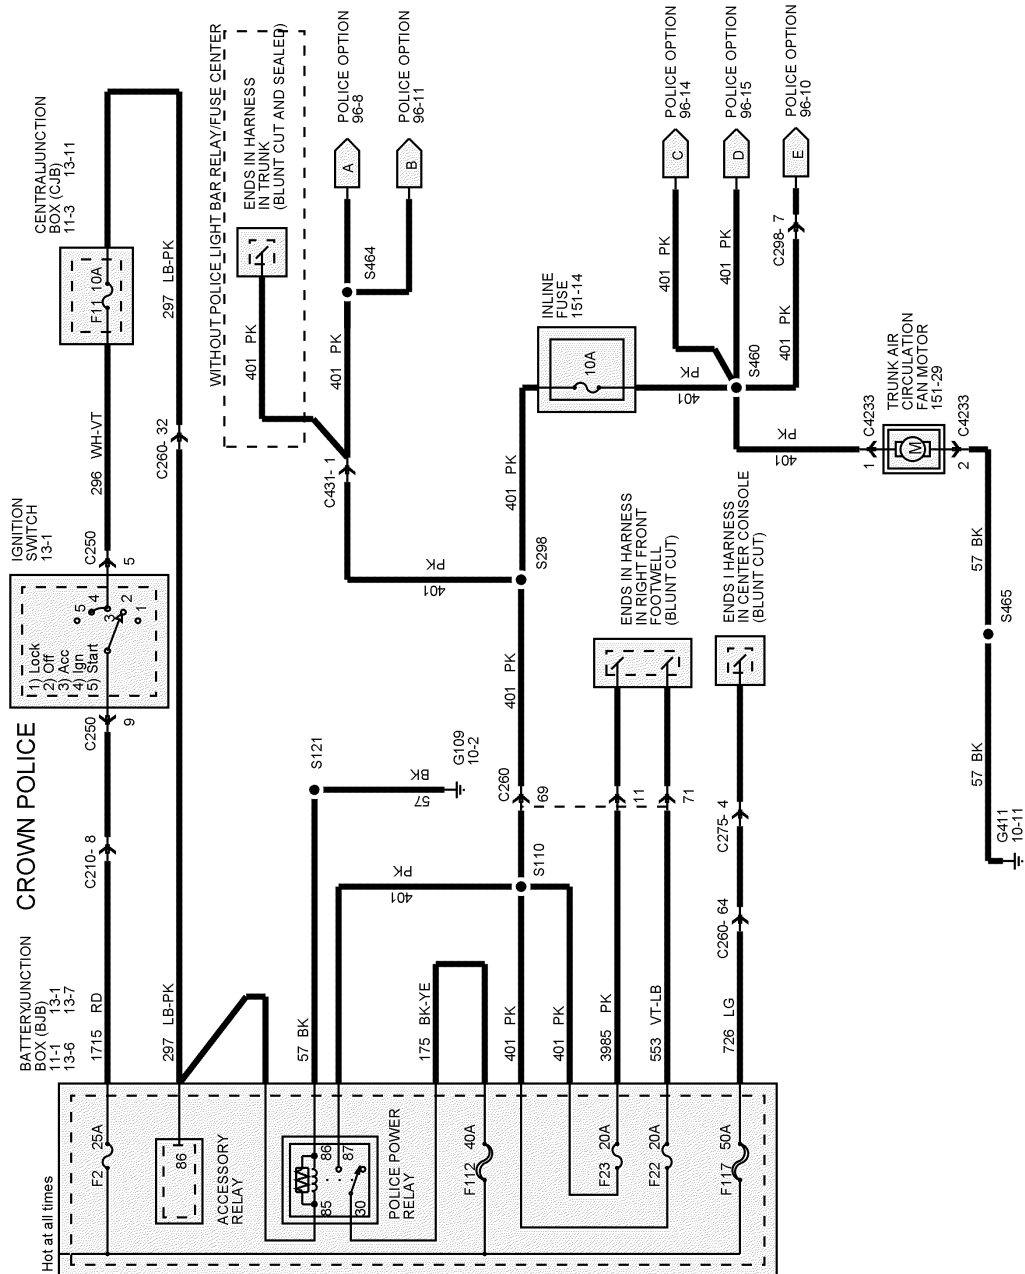 CROWN POLICE
BATTERYJUNCTION
BOX (BJB)
11-1 13-1
13-6 13-7
Hot at all times
F2 25A
1715 RD
C210- 8
C250
9
IGNITION
SWITCH
13-1
1) Lock
2) Off
3) Acc
4) Ign
5) Start
5
4
3
2
1
C250
5
296 WH-VT
CENTRALJUNCTION
BOX (CJB)
11-3 13-11
F11 10A
297 LB-PK
C260- 32
297 LB-PK
86
ACCESSORY
RELAY
WITHOUT POLICE LIGHT BAR RELAY/FUSE CENTER
ENDS IN HARNESS
IN TRUNK
(BLUNT CUT AND SEALED)
401 PK
POLICE OPTION
96-8
A
POLICE OPTION
96-11
B
S464
401 PK
C431- 1
401 PK
S298
57 BK
S121
57 BK
G109
10-2
86
87
85
30
POLICE POWER
RELAY
401 PK
S110
175 BK-YE
F112 40A
401 PK
401 PK
C260
69
401 PK
401 PK
INLINE
FUSE
151-14
10A
401 PK
S460
401 PK
POLICE OPTION
96-14
C
401 PK
POLICE OPTION
96-15
D
401 PK
POLICE OPTION
96-10
E
C298- 7
401 PK
TRUNK AIR
CIRCULATION
FAN MOTOR
151-29
1
C4233
M
2
C4233
57 BK
S465
57 BK
G411
10-11
F23 20A
3985 PK
11
F22 20A
553 VT-LB
71
ENDS IN HARNESS
IN RIGHT FRONT
FOOTWELL
(BLUNT CUT)
F117 50A
726 LG
C260- 64
C275- 4
ENDS I HARNESS
IN CENTER CONSOLE
(BLUNT CUT)